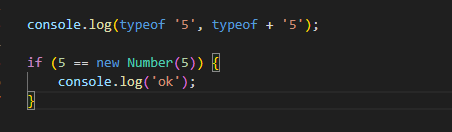 console.log(typeof '5', typeof + '5');
if (5 == new Number(5)) {
console.log('ok');
}